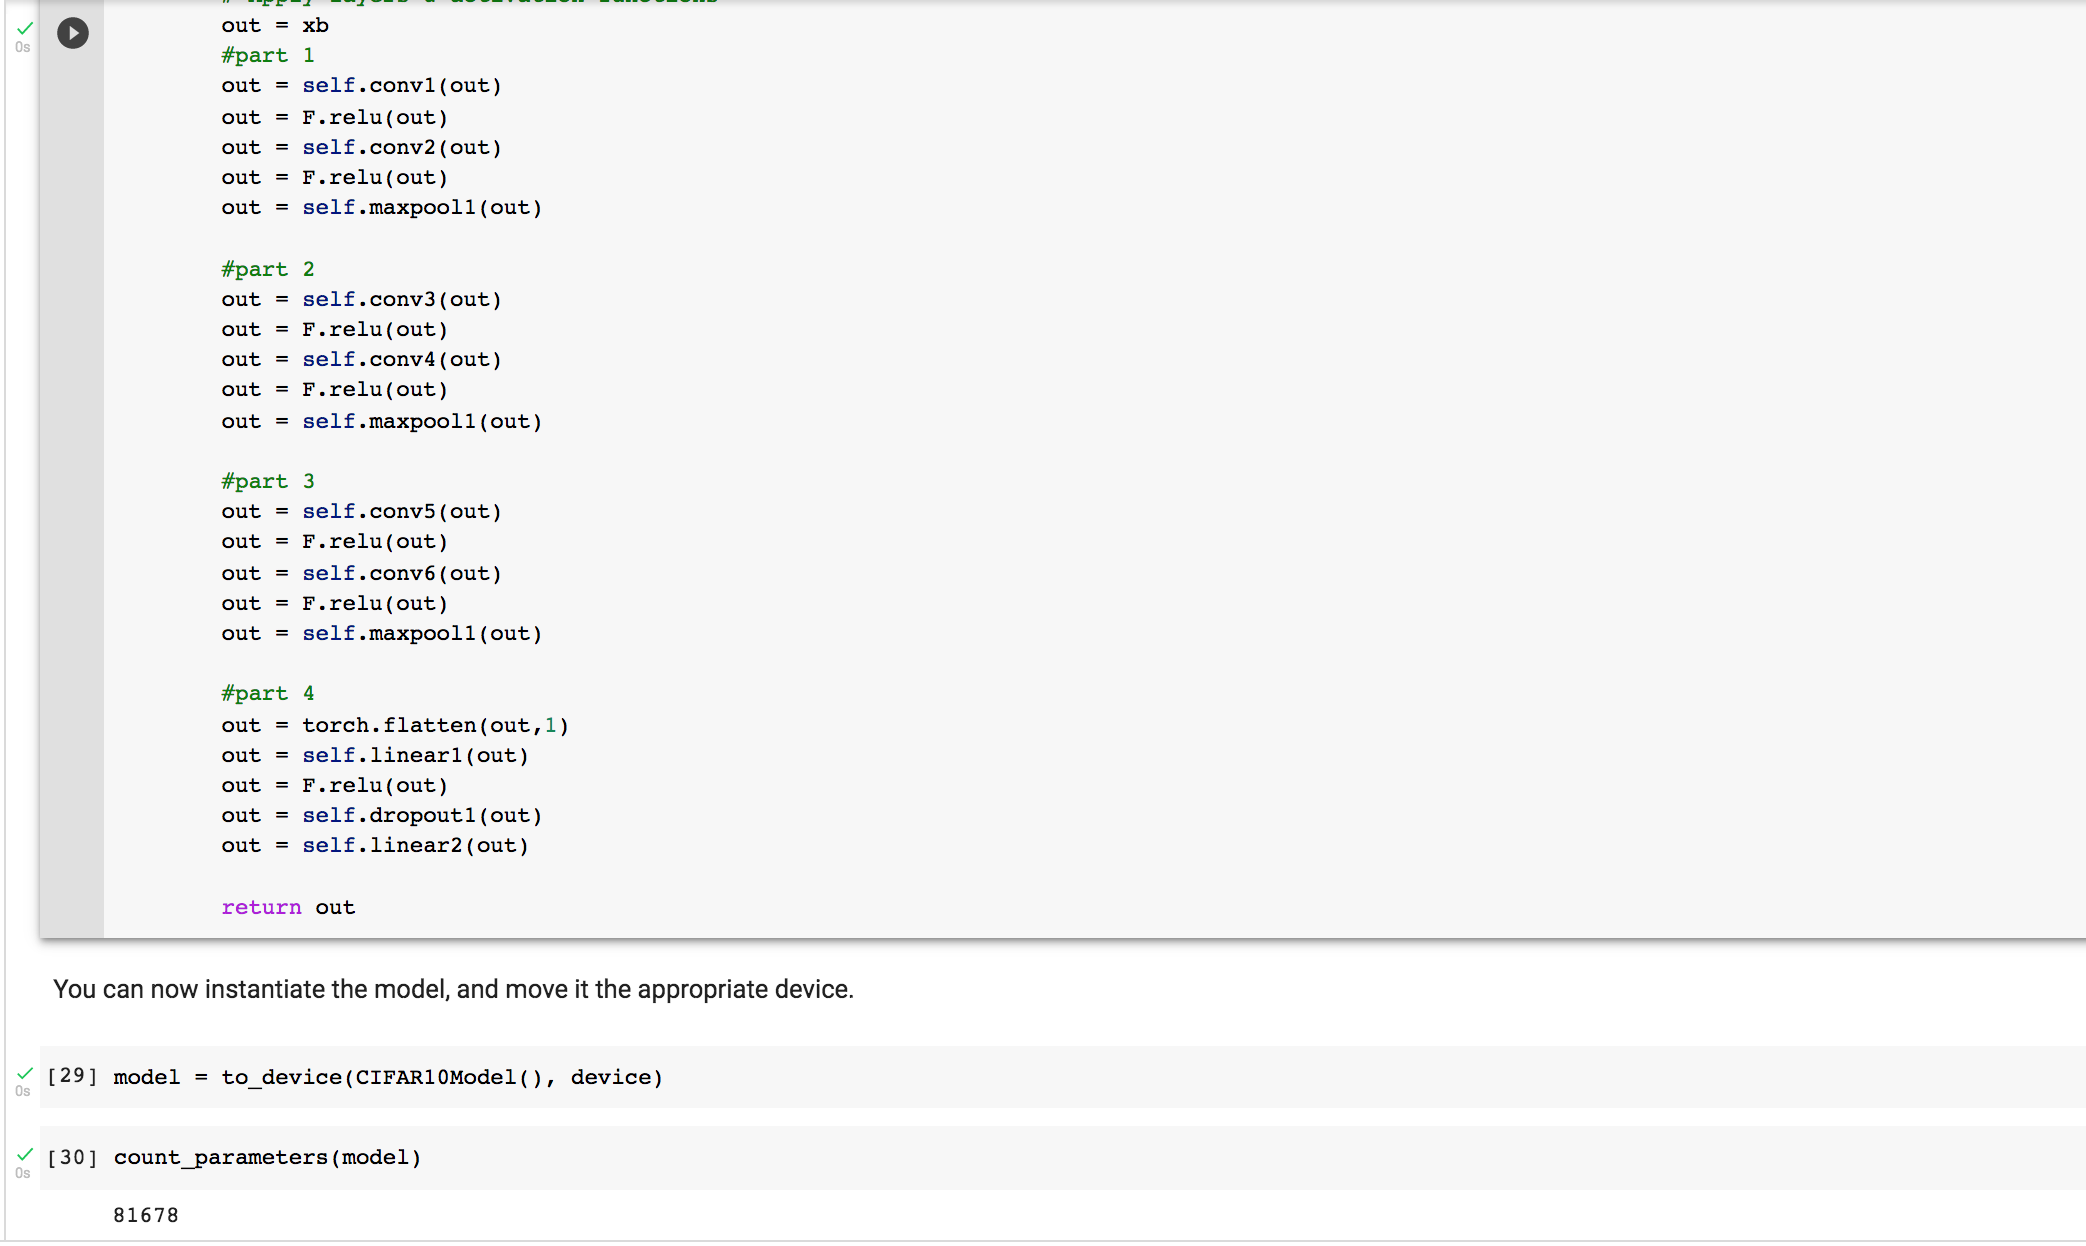 # Apply layers & activation functions
out = xb
0s
#part 1
out = self.conv1(out)
out = F.relu(out)
out = self.conv2(out)
out = F.relu(out)
out = self.maxpool1(out)
#part 2
out = self.conv3(out)
out = F.relu(out)
out = self.conv4(out)
out = F.relu(out)
out = self.maxpool1(out)
#part 3
out = self.conv5(out)
out = F.relu(out)
out = self.conv6(out)
out = F.relu(out)
out = self.maxpool1(out)
#part 4
out = torch.flatten(out,1)
out = self.linear1(out)
out = F.relu(out)
out = self.dropout1(out)
out = self.linear2(out)
return out
You can now instantiate the model, and move it the appropriate device.
[29] model = to_device(CIFAR10Model(), device)
0s
[30] count_parameters(model)
0s
81678